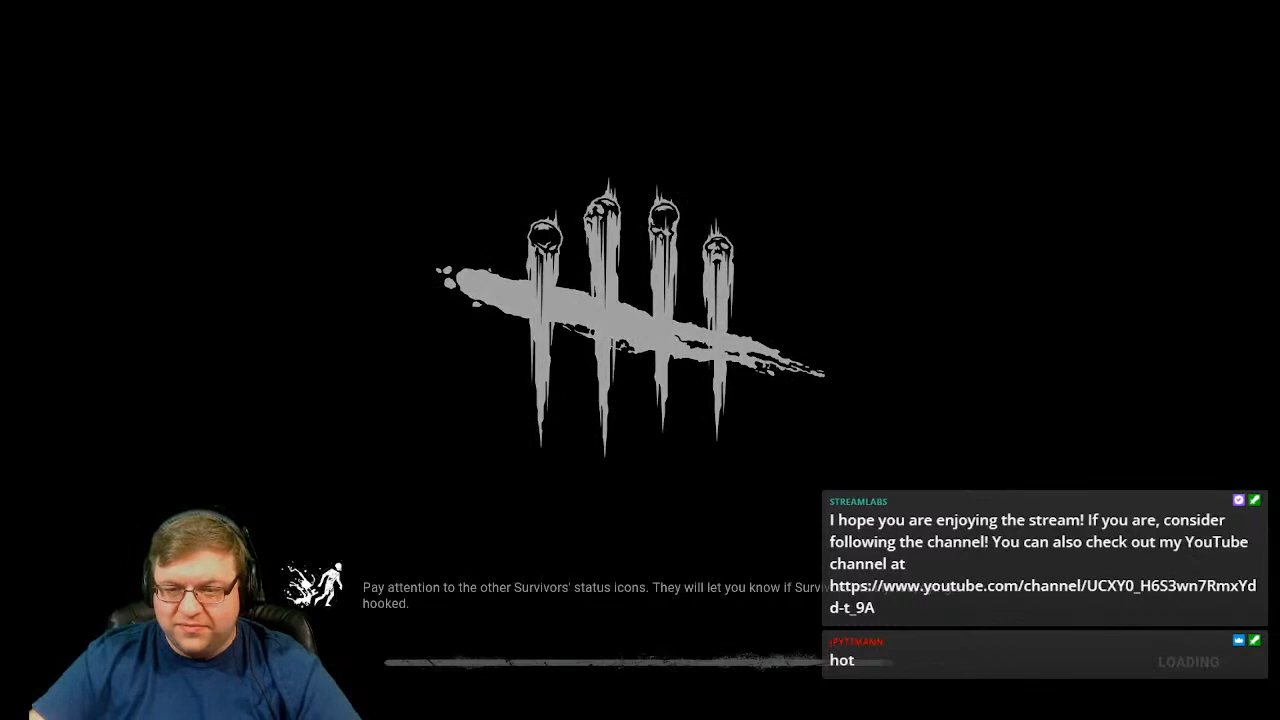 STREAMLABS
I hope you are enjoying the stream! If you are, consider
following the channel! You can also check out my YouTube
channel at
https://www.youtube.com/channel/UCXY0_H6S3wn7RmxYd
d-t_9A
Pay attention to the other Survivors' status icons. They will let you know if
hooked.
JPYTTMANN
hot
LOADING